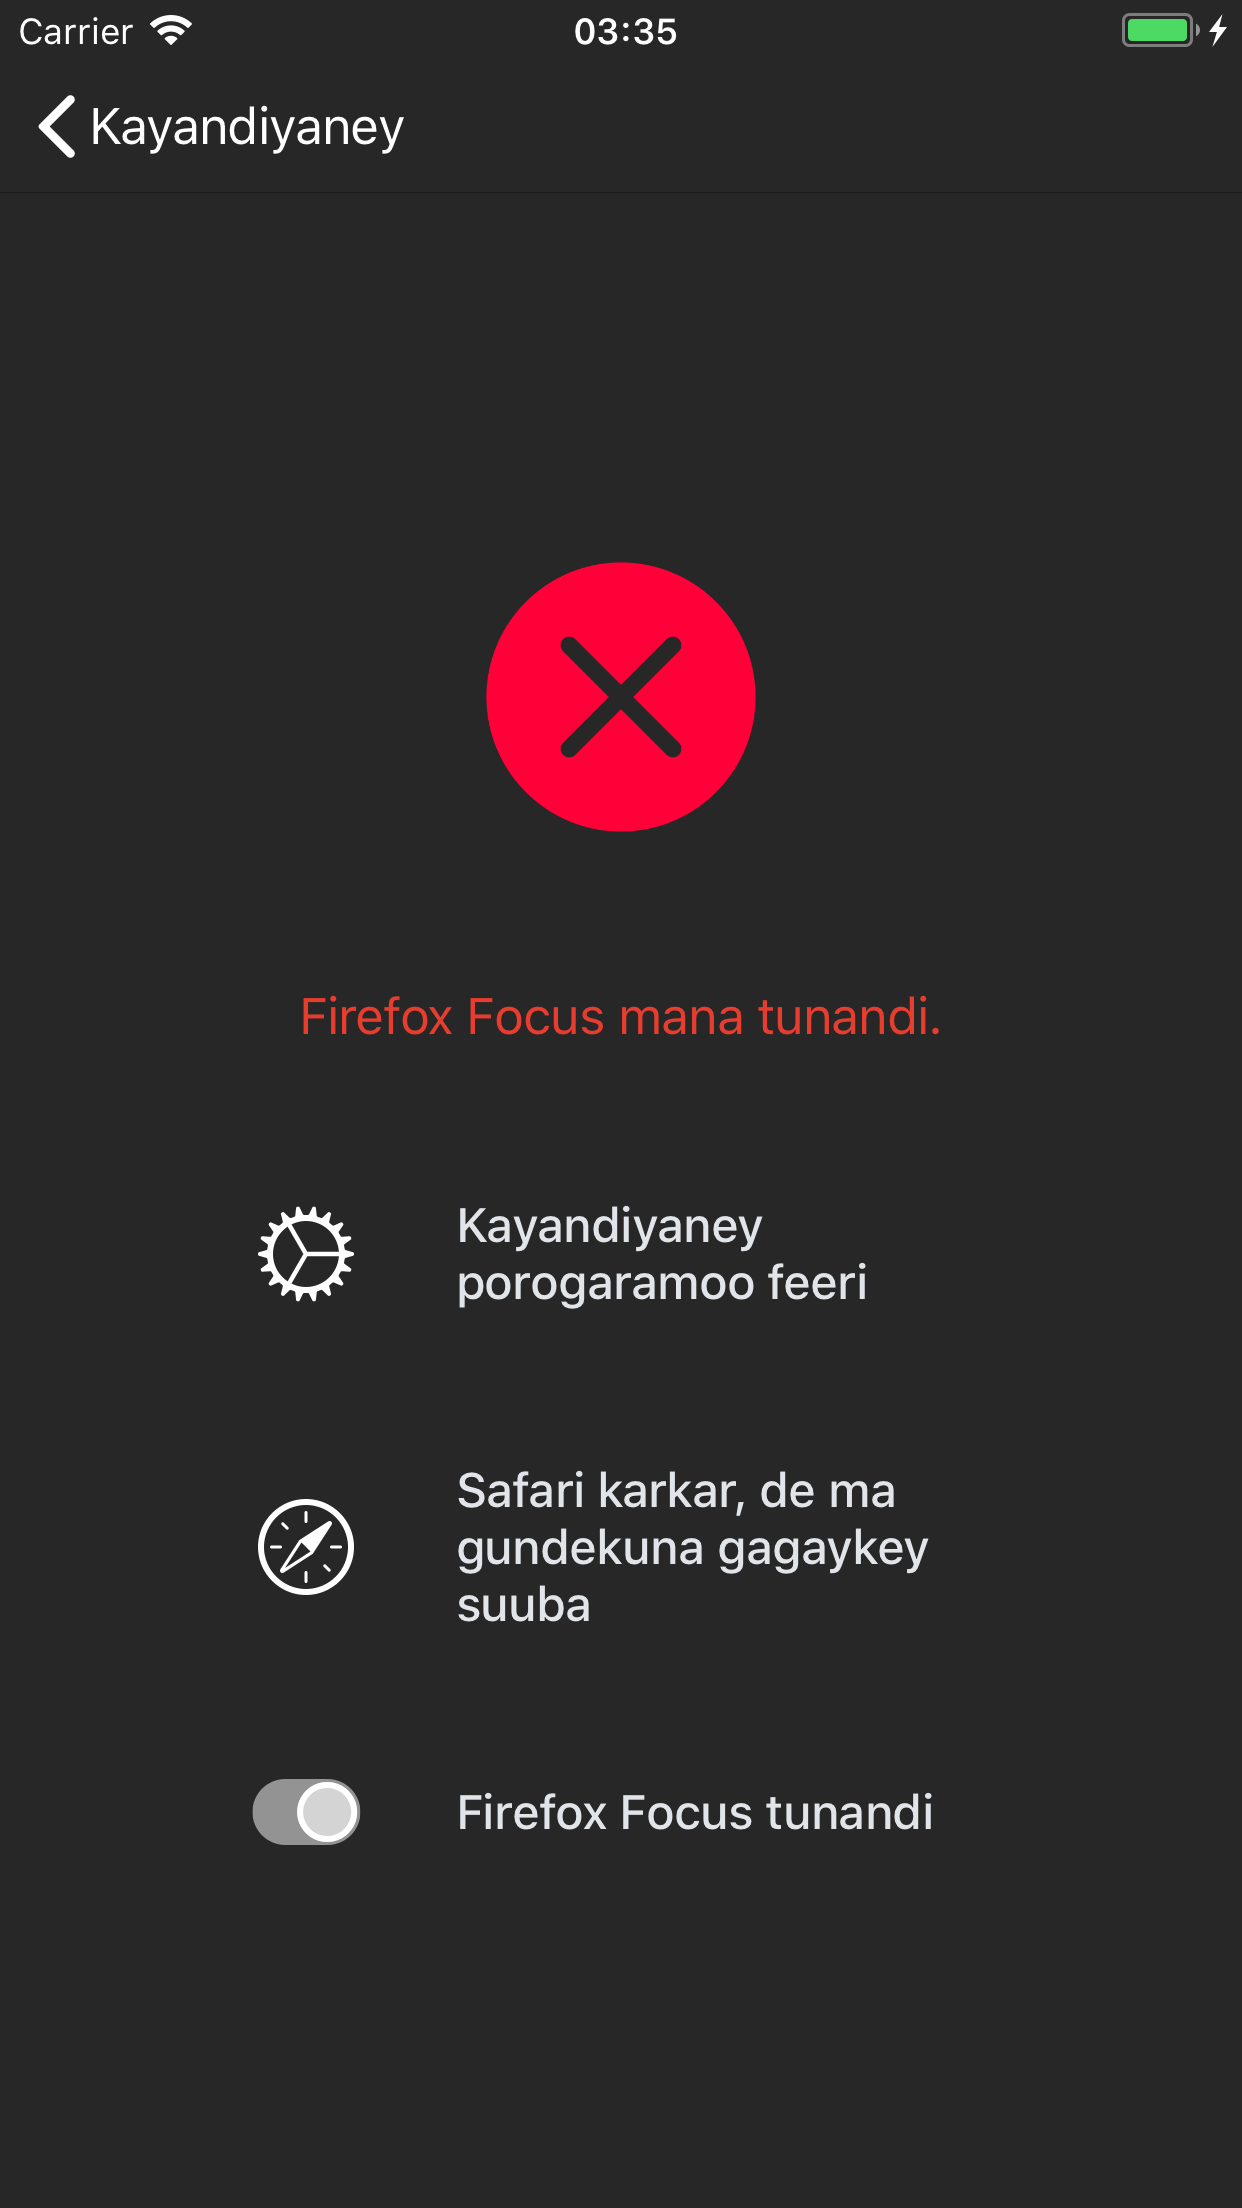 Carrier
03:35
Kayandiyaney
Firefox Focus mana tunandi.
Kayandiyaney
porogaramoo feeri
Safari karkar, de ma
gundekuna gagaykey
suuba
Firefox Focus tunandi